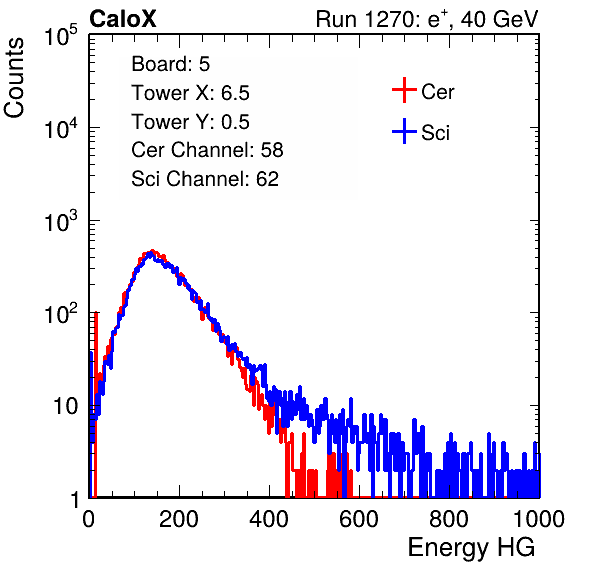 CaloX Run 1270: e⁺, 40 GeV
Counts
Board: 5
Tower X: 6.5
Tower Y: 0.5
Cer Channel: 58
Sci Channel: 62
Cer
Sci
10⁵
10⁴
10³
10²
10
1
0 200 400 600 800 1000
Energy HG